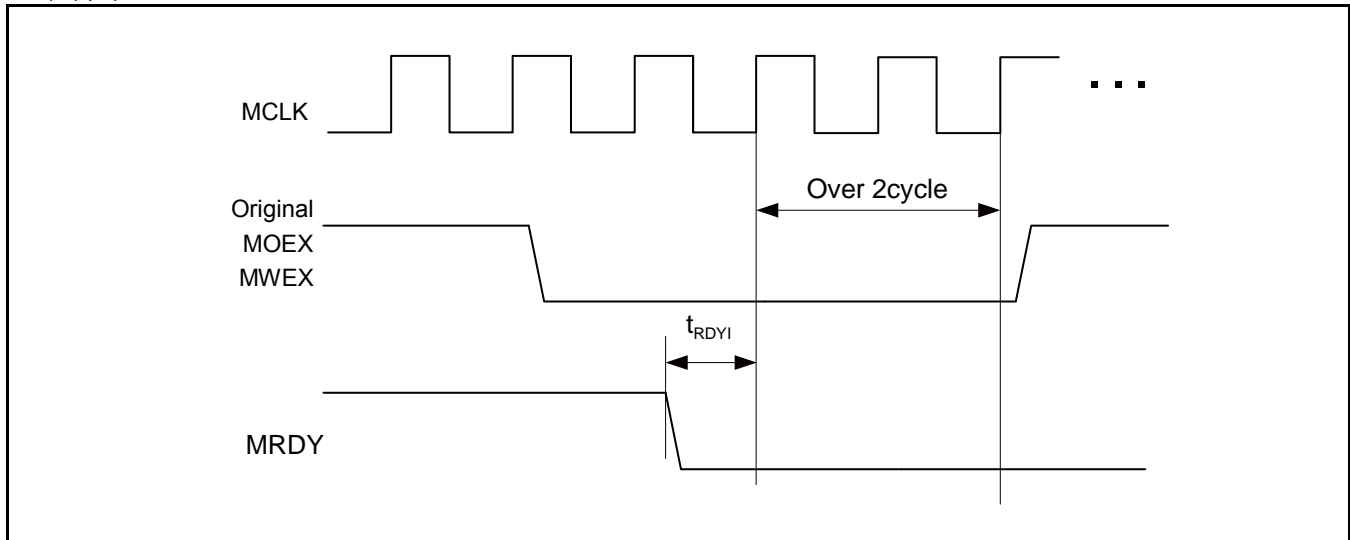 MCLK
. . .
Over 2cycle
Original
MOEX
MWEX
tRDYI
MRDY